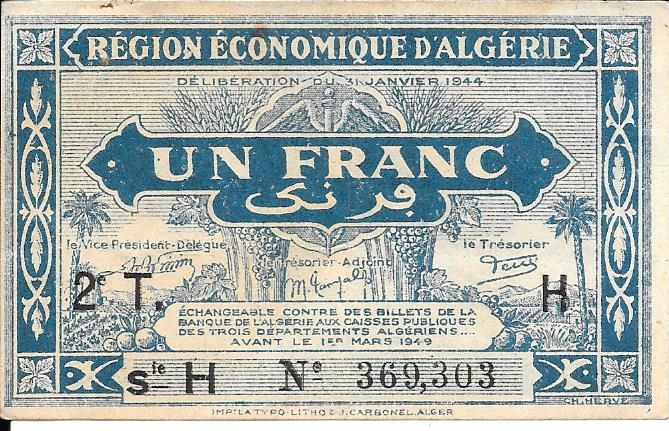 RÉGION ÉCONOMIQUE D'ALGÉRIE
DÉLIBÉRATION DU 31 JANVIER 1944
UN FRANC
فرنك
le Vice Président-Délégué
le Trésorier-Adjoint
le Trésorier
2e T.
H
ÉCHANGEABLE CONTRE DES BILLETS DE LA
BANQUE DE L'ALGÉRIE AUX CAISSES PUBLIQUES
DES TROIS DÉPARTEMENTS ALGÉRIENS...
AVANT LE 1ER MARS 1949
Sie H No 369,303
CH. HERVÉ
IMP. LA TYPO-LITHO & J. CARBONEL. ALGER